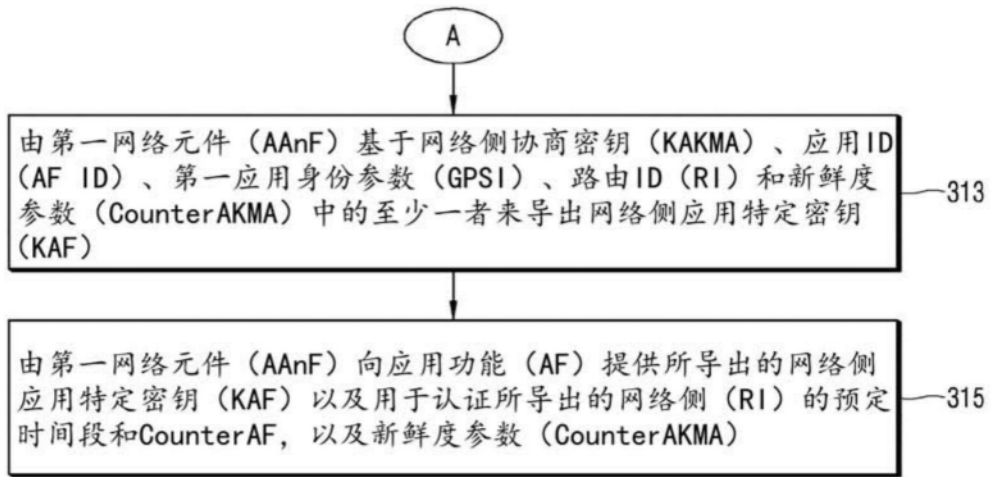 A
由第一网络元件（AAnF）基于网络侧协商密钥（KAKMA）、应用ID
（AF ID）、第一应用身份参数（GPSI）、路由ID（RI）和新鲜度
参数（CounterAKMA）中的至少一者来导出网络侧应用特定密钥
（KAF）
313
由第一网络元件（AAnF）向应用功能（AF）提供所导出的网络侧
应用特定密钥（KAF）以及用于认证所导出的网络侧（RI）的预定
时间段和CounterAF，以及新鲜度参数（CounterAKMA）
315